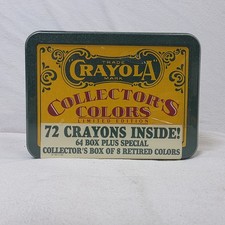 TRADE
CRAYOLA
MARK
COLLECTOR'S
COLORS
LIMITED EDITION
72 CRAYONS INSIDE!
64 BOX PLUS SPECIAL
COLLECTOR'S BOX OF 8 RETIRED COLORS